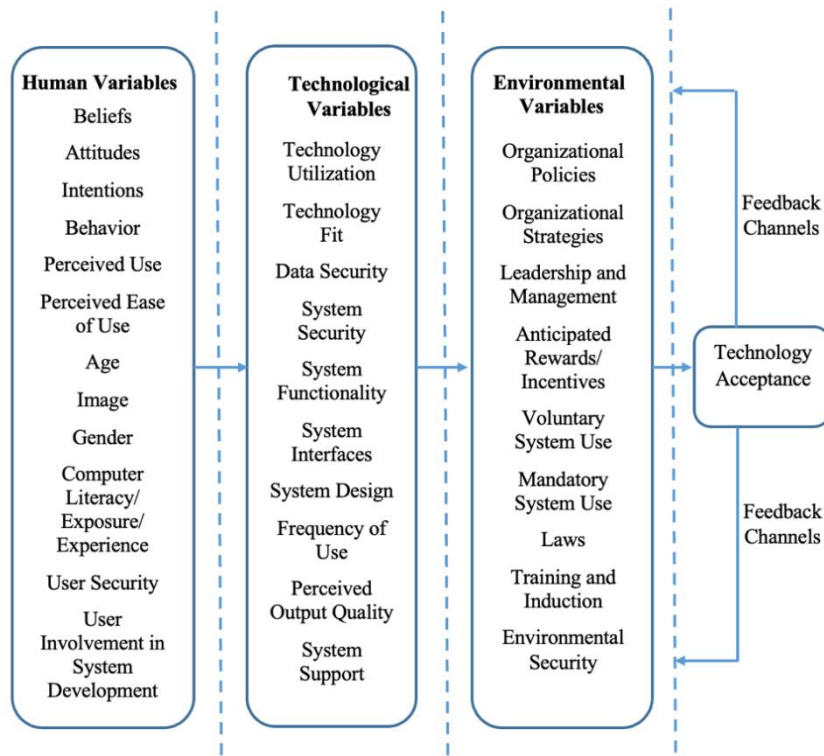 Human Variables
Beliefs
Attitudes
Intentions
Behavior
Perceived Use
Perceived Ease
of Use
Age
Image
Gender
Computer
Literacy/
Exposure/
Experience
User Security
User
Involvement in
System
Development
Technological
Variables
Technology
Utilization
Technology
Fit
Data Security
System
Security
System
Functionality
System
Interfaces
System Design
Frequency of
Use
Perceived
Output Quality
System
Support
Environmental
Variables
Organizational
Policies
Organizational
Strategies
Leadership and
Management
Anticipated
Rewards/
Incentives
Voluntary
System Use
Mandatory
System Use
Laws
Training and
Induction
Environmental
Security
Feedback
Channels
Technology
Acceptance
Feedback
Channels